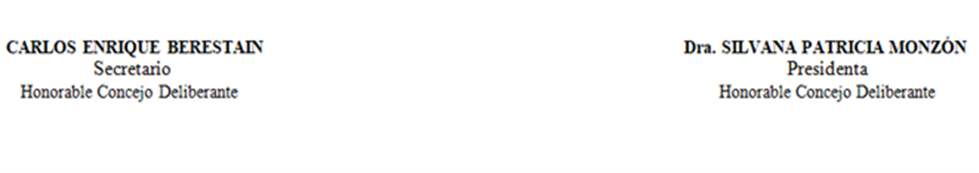 CARLOS ENRIQUE BERESTAIN
Secretario
Honorable Concejo Deliberante
Dra. SILVANA PATRICIA MONZÓN
Presidenta
Honorable Concejo Deliberante